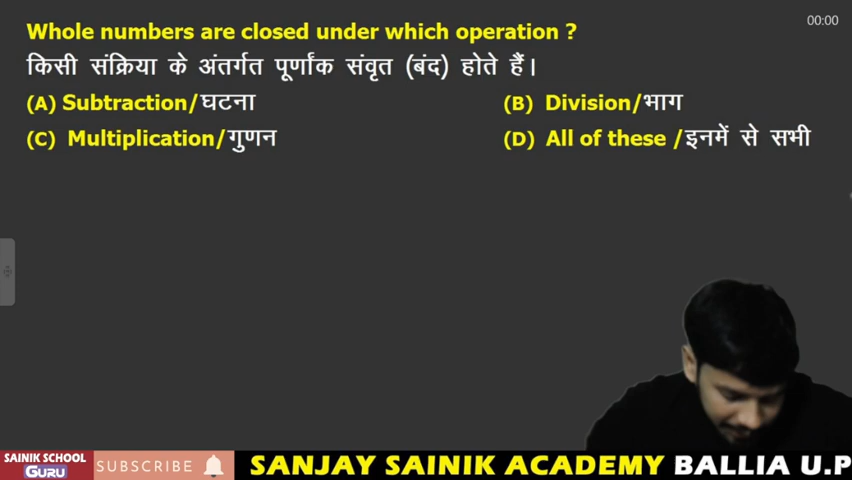 00:00
Whole numbers are closed under which operation ?
किसी संक्रिया के अंतर्गत पूर्णांक संवृत (बंद) होते हैं।
(A) Subtraction/घटना (B) Division/भाग
(C) Multiplication/गुणन (D) All of these /इनमें से सभी
SAINIK SCHOOL
GURU
SUBSCRIBE
SANJAY SAINIK ACADEMY BALLIA U.P